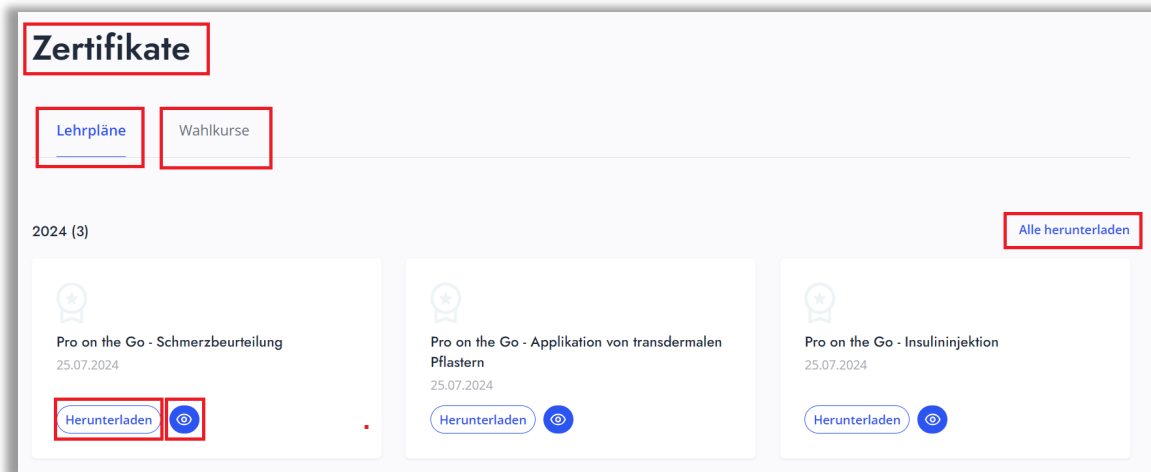 Zertifikate
Lehrpläne Wahlkurse
2024 (3) Alle herunterladen
Pro on the Go - Schmerzbeurteilung
25.07.2024
Herunterladen
Pro on the Go - Applikation von transdermalen
Pflastern
25.07.2024
Herunterladen
Pro on the Go - Insulininjektion
25.07.2024
Herunterladen